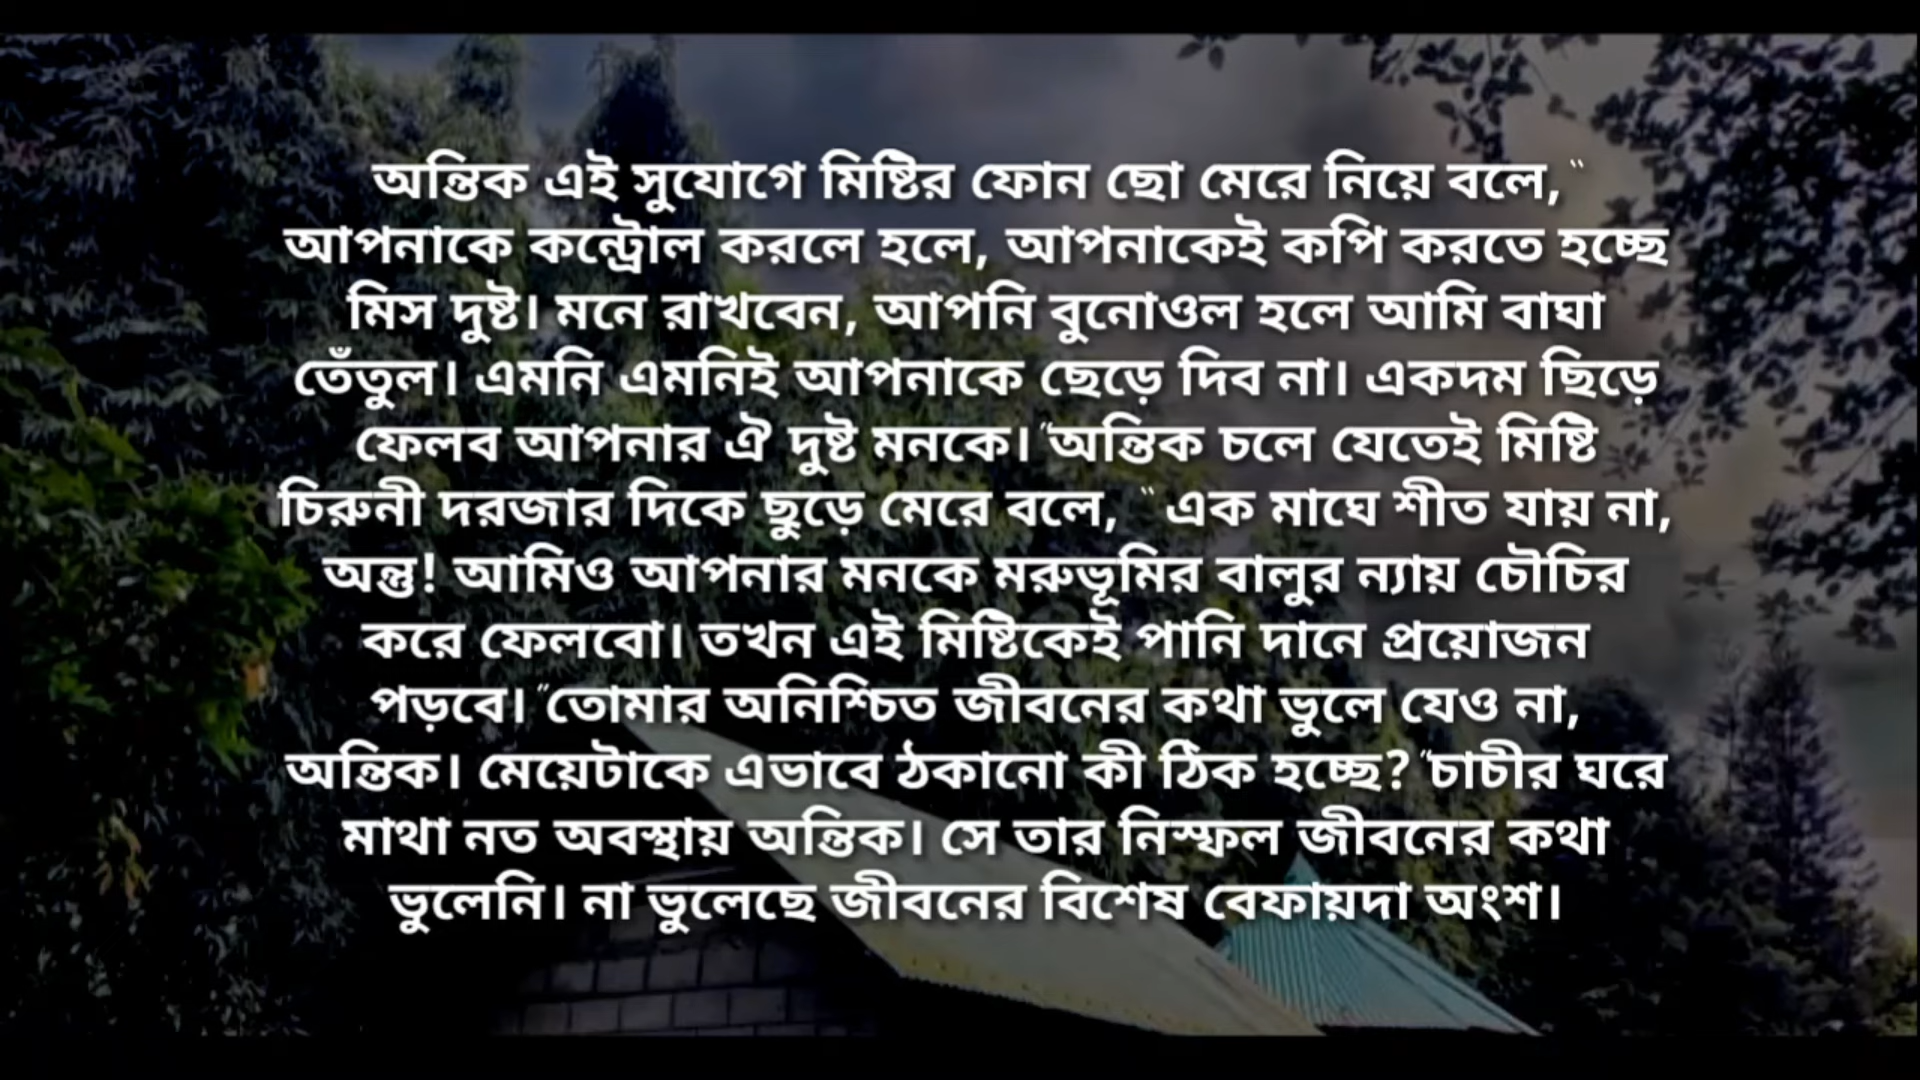 অন্তিক এই সুযোগে মিষ্টির ফোন ছো মেরে নিয়ে বলে, “
আপনাকে কন্ট্রোল করলে হলে, আপনাকেই কপি করতে হচ্ছে
মিস দুষ্ট। মনে রাখবেন, আপনি বুনোওল হলে আমি বাঘা
তেঁতুল। এমনি এমনিই আপনাকে ছেড়ে দিব না। একদম ছিড়ে
ফেলব আপনার ঐ দুষ্ট মনকে। ”অন্তিক চলে যেতেই মিষ্টি
চিরুনী দরজার দিকে ছুড়ে মেরে বলে, “ এক মাঘে শীত যায় না,
অন্তু! আমিও আপনার মনকে মরুভূমির বালুর ন্যায় চৌচির
করে ফেলবো। তখন এই মিষ্টিকেই পানি দানে প্রয়োজন
পড়বে। ”তোমার অনিশ্চিত জীবনের কথা ভুলে যেও না,
অন্তিক। মেয়েটাকে এভাবে ঠকানো কী ঠিক হচ্ছে? ”চাচীর ঘরে
মাথা নত অবস্থায় অন্তিক। সে তার নিস্ফল জীবনের কথা
ভুলেনি। না ভুলেছে জীবনের বিশেষ বেফায়দা অংশ।